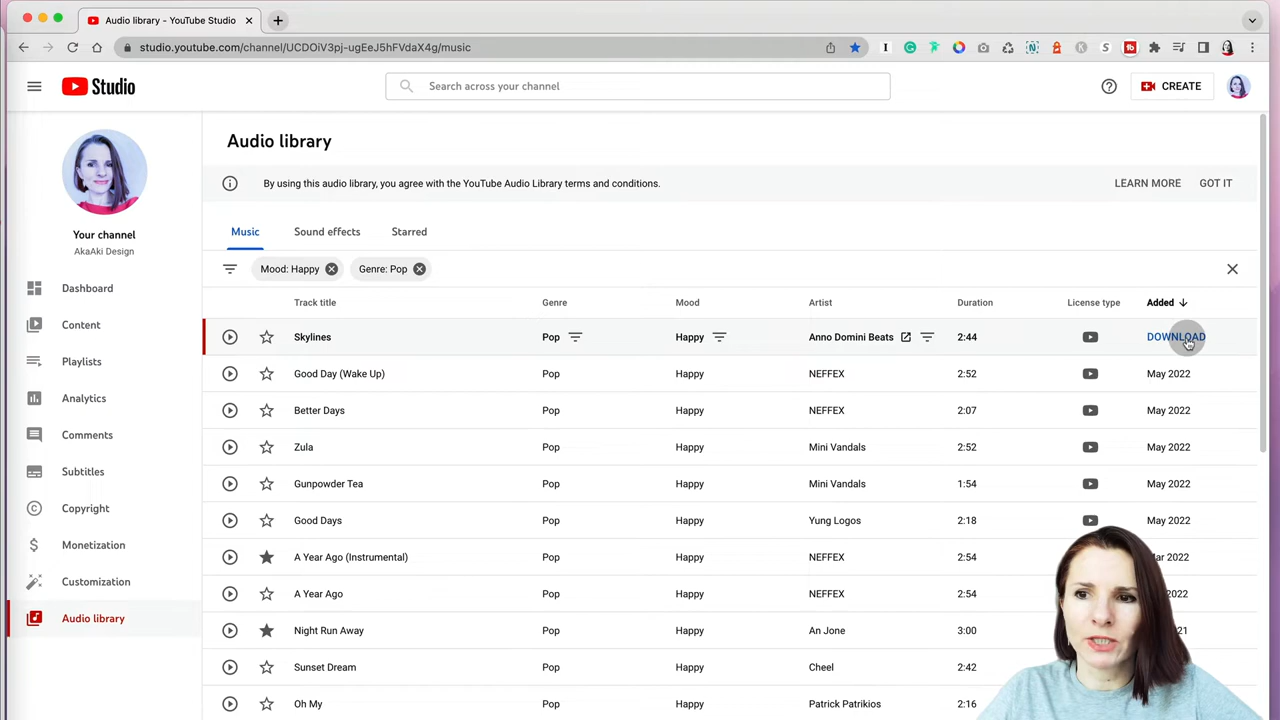 Audio library - YouTube Studio
studio.youtube.com/channel/UCDOiV3pj-ugEeJ5hFVdaX4g/music
Studio
Search across your channel
CREATE
Your channel
AkaAki Design
Dashboard
Content
Playlists
Analytics
Comments
Subtitles
Copyright
Monetization
Customization
Audio library
Audio library
By using this audio library, you agree with the YouTube Audio Library terms and conditions.
LEARN MORE
GOT IT
Music
Sound effects
Starred
Mood: Happy
Genre: Pop
Track title Genre Mood Artist Duration License type Added
Skylines Pop Happy Anno Domini Beats 2:44 DOWNLOAD
Good Day (Wake Up) Pop Happy NEFFEX 2:52 May 2022
Better Days Pop Happy NEFFEX 2:07 May 2022
Zula Pop Happy Mini Vandals 2:52 May 2022
Gunpowder Tea Pop Happy Mini Vandals 1:54 May 2022
Good Days Pop Happy Yung Logos 2:18 May 2022
A Year Ago (Instrumental) Pop Happy NEFFEX 2:54 2022
A Year Ago Pop Happy NEFFEX 2:54 2022
Night Run Away Pop Happy An Jone 3:00
Sunset Dream Pop Happy Cheel 2:42
Oh My Pop Happy Patrick Patrikios 2:16